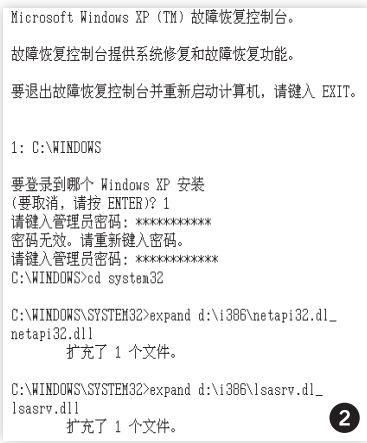 Microsoft Windows XP (TM) 故障恢复控制台。
故障恢复控制台提供系统修复和故障恢复功能。
要退出故障恢复控制台并重新启动计算机，请键入 EXIT。
1: C:\WINDOWS
要登录到哪个 Windows XP 安装
(要取消，请按 ENTER)? 1
请键入管理员密码: ***********
密码无效。请重新键入密码。
请键入管理员密码: ************
C:\WINDOWS>cd system32
C:\WINDOWS\SYSTEM32>expand d:\i386\netapi32.dl_
netapi32.dll
扩充了 1 个文件。
C:\WINDOWS\SYSTEM32>expand d:\i386\lsasrv.dl_
lsasrv.dll
扩充了 1 个文件。
2